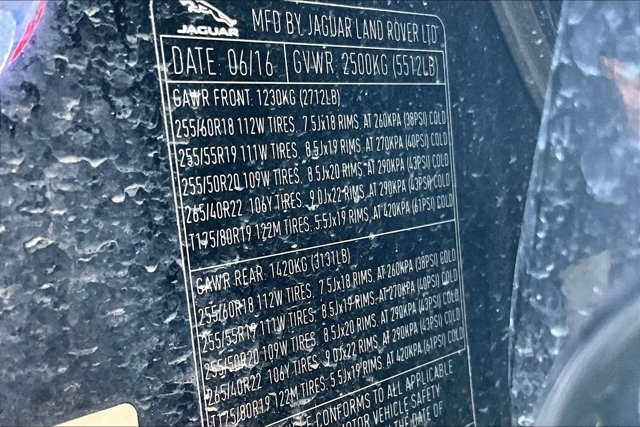 JAGUAR
MFD BY JAGUAR LAND ROVER LTD
DATE: 06/16 GVWR: 2500KG (5512LB)
GAWR FRONT: 1230KG (2712LB)
255/60R18 112W TIRES, 7.5Jx18 RIMS, AT 260KPA (38PSI) COLD
255/55R19 111W TIRES, 8.5Jx19 RIMS, AT 270KPA (40PSI) COLD
255/50R20 109W TIRES, 8.5Jx20 RIMS, AT 290KPA (43PSI) COLD
265/40R22 106Y TIRES, 9.0Jx22 RIMS, AT 290KPA (43PSI) COLD
T175/80R19 122M TIRES, 5.5Jx19 RIMS, AT 420KPA (61PSI) COLD
GAWR REAR: 1420KG (3131LB)
255/60R18 112W TIRES, 7.5Jx18 RIMS, AT 260KPA (38PSI) COLD
255/55R19 111W TIRES, 8.5Jx19 RIMS, AT 270KPA (40PSI) COLD
255/50R20 109W TIRES, 8.5Jx20 RIMS, AT 290KPA (43PSI) COLD
265/40R22 106Y TIRES, 9.0Jx22 RIMS, AT 290KPA (43PSI) COLD
T175/80R19 122M TIRES, 5.5Jx19 RIMS, AT 420KPA (61PSI) COLD
CONFORMS TO ALL APPLICABLE
MOTOR VEHICLE SAFETY
THE DATE OF